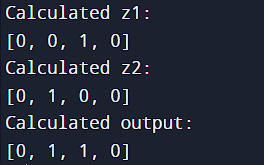 Calculated z1:
[0, 0, 1, 0]
Calculated z2:
[0, 1, 0, 0]
Calculated output:
[0, 1, 1, 0]